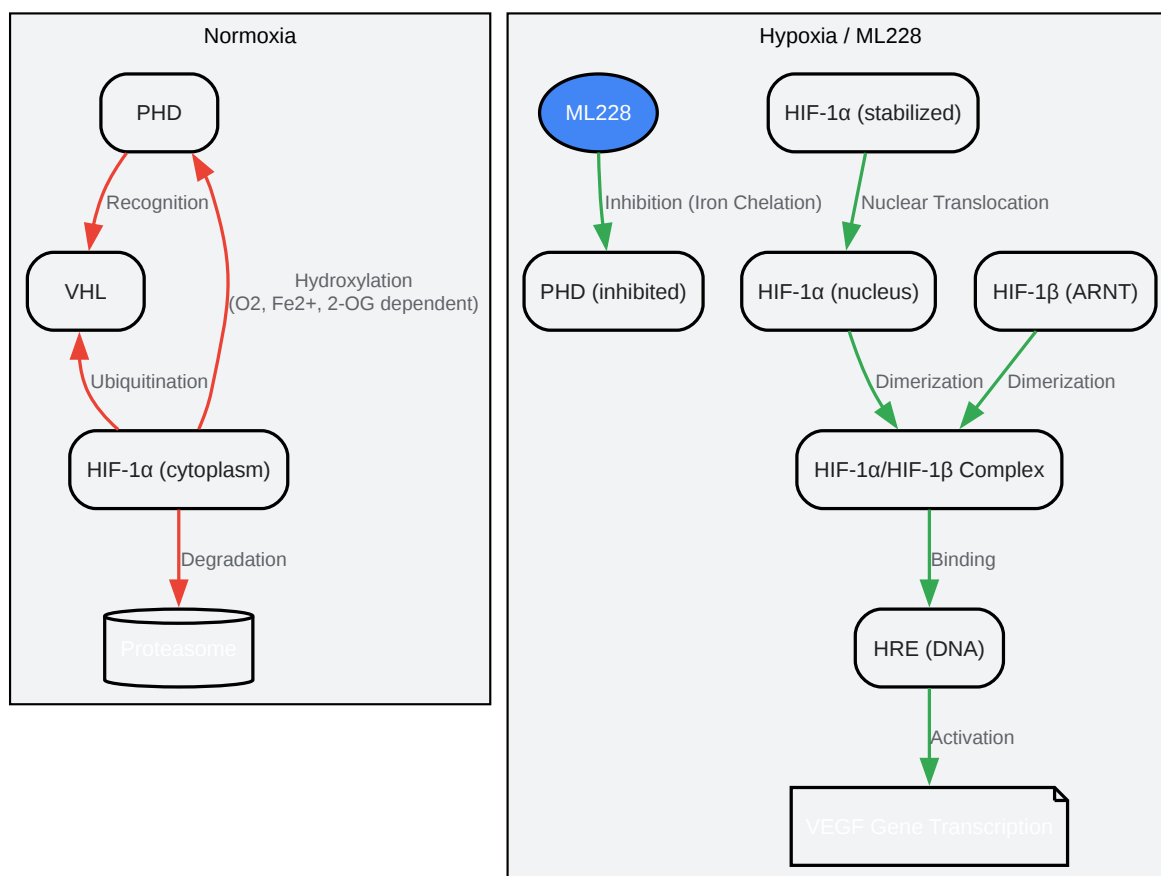 Normoxia
PHD
Recognition
VHL
Hydroxylation
(O2, Fe2+, 2-OG dependent)
Ubiquitination
HIF-1α (cytoplasm)
Degradation
Proteasome
Hypoxia / ML228
ML228
HIF-1α (stabilized)
Inhibition (Iron Chelation)
Nuclear Translocation
PHD (inhibited)
HIF-1α (nucleus)
HIF-1β (ARNT)
Dimerization
Dimerization
HIF-1α/HIF-1β Complex
Binding
HRE (DNA)
Activation
VEGF Gene Transcription